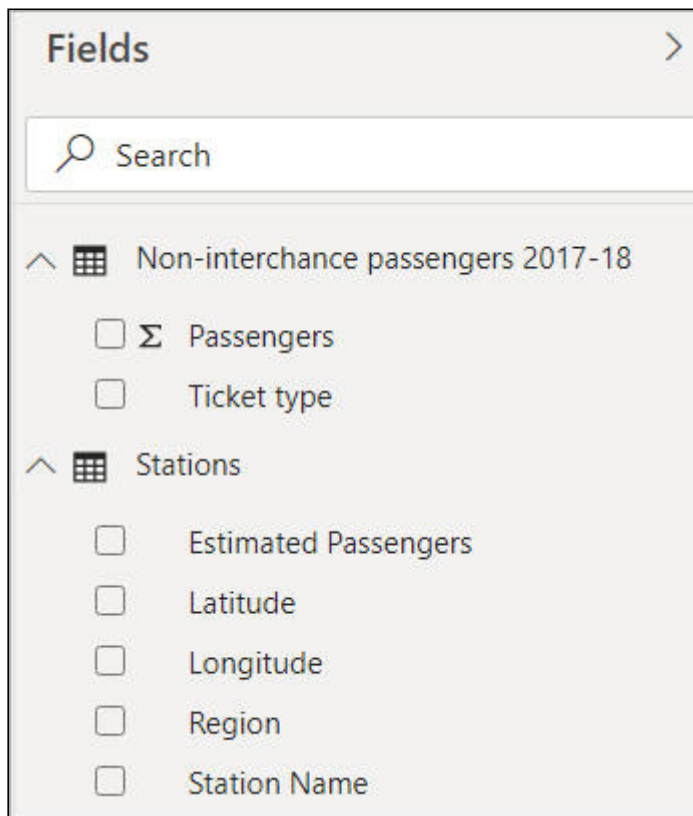 Fields
Search
Non-interchance passengers 2017-18
Σ Passengers
Ticket type
Stations
Estimated Passengers
Latitude
Longitude
Region
Station Name